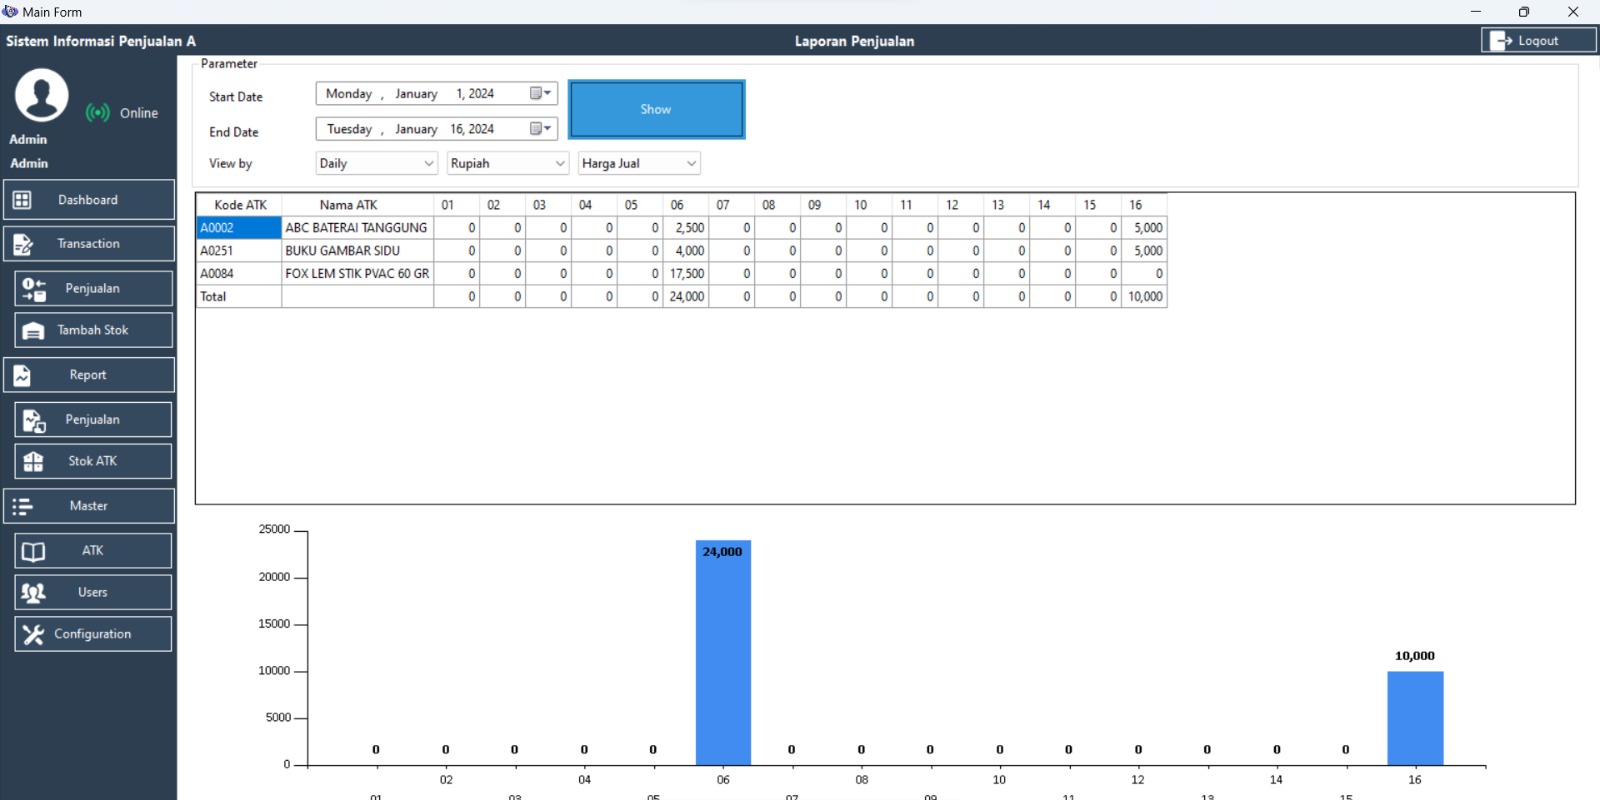 Main Form
Sistem Informasi Penjualan A
Laporan Penjualan
Logout
Online
Admin
Admin
Dashboard
Transaction
Penjualan
Tambah Stok
Report
Penjualan
Stok ATK
Master
ATK
Users
Configuration
Parameter
Start Date Monday , January 1, 2024
Show
End Date Tuesday , January 16, 2024
View by Daily Rupiah Harga Jual
Kode ATK Nama ATK 01 02 03 04 05 06 07 08 09 10 11 12 13 14 15 16
A0002 ABC BATERAI TANGGUNG 0 0 0 0 0 2,500 0 0 0 0 0 0 0 0 0 5,000
A0251 BUKU GAMBAR SIDU 0 0 0 0 0 4,000 0 0 0 0 0 0 0 0 0 5,000
A0084 FOX LEM STIK PVAC 60 GR 0 0 0 0 0 17,500 0 0 0 0 0 0 0 0 0 0
Total 0 0 0 0 0 24,000 0 0 0 0 0 0 0 0 0 10,000
25000
20000
15000
10000
5000
0
0 0 0 0 0 24,000 0 0 0 0 0 0 0 0 0 10,000
02 04 06 08 10 12 14 16
01 03 05 07 09 11 13 15